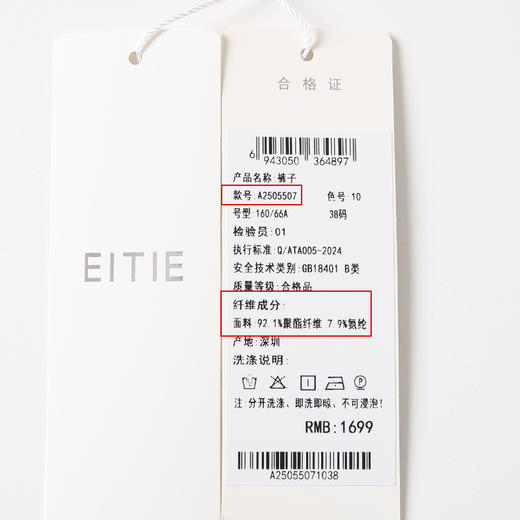 EITIE
合格证
6 943050 364897
产品名称:裤子
款号:A2505507 色号:10
号型:160/66A 38码
检验员:01
执行标准:Q/ATA005-2024
安全技术类别:GB18401 B类
质量等级:合格品
纤维成分:
面料:92.1%聚酯纤维 7.9%氨纶
产地:深圳
洗涤说明:
注:分开洗涤、即洗即晾、不可浸泡!
RMB:1699
A25055071038